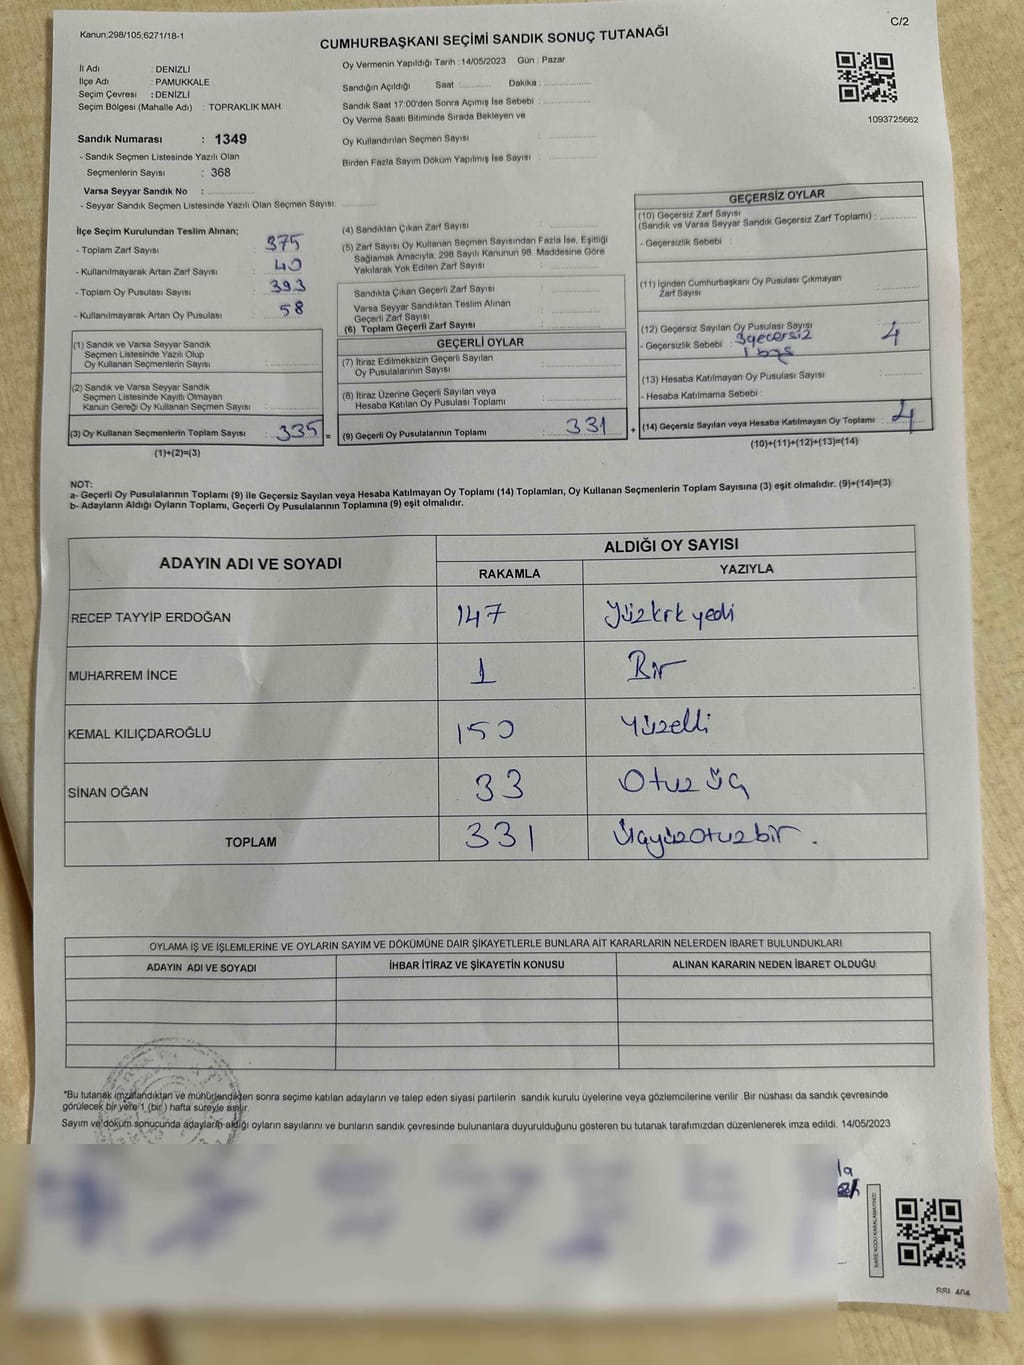 Kanun;298/105;6271/18-1
C/2
CUMHURBAŞKANI SEÇİMİ SANDIK SONUÇ TUTANAĞI
İl Adı : DENİZLİ
İlçe Adı : PAMUKKALE
Seçim Çevresi : DENİZLİ
Seçim Bölgesi (Mahalle Adı) : TOPRAKLIK MAH.
Sandık Numarası : 1349
- Sandık Seçmen Listesinde Yazılı Olan
Seçmenlerin Sayısı : 368
Varsa Seyyar Sandık No :
- Seyyar Sandık Seçmen Listesinde Yazılı Olan Seçmen Sayısı:
Oy Vermenin Yapıldığı Tarih : 14/05/2023 Gün : Pazar
Sandığın Açıldığı Saat : Dakika :
Sandık Saat 17:00'den Sonra Açımış İse Sebebi :
Oy Verme Saati Bitiminde Sırada Bekleyen ve
Oy Kullandırılan Seçmen Sayısı :
Birden Fazla Sayım Döküm Yapılmış İse Sayısı :
1093725662
İlçe Seçim Kurulundan Teslim Alınan;
- Toplam Zarf Sayısı : 375
- Kullanılmayarak Artan Zarf Sayısı : 40
- Toplam Oy Pusulası Sayısı : 393
- Kullanılmayarak Artan Oy Pusulası : 58
(1) Sandık ve Varsa Seyyar Sandık
Seçmen Listesinde Yazılı Olup
Oy Kullanan Seçmenlerin Sayısı :
(2) Sandık ve Varsa Seyyar Sandık
Seçmen Listesinde Kayıtlı Olmayan
Kanun Gereği Oy Kullanan Seçmen Sayısı :
(3) Oy Kullanan Seçmenlerin Toplam Sayısı : 335 =
(1)+(2)=(3)
(4) Sandıktan Çıkan Zarf Sayısı :
(5) Zarf Sayısı Oy Kullanan Seçmen Sayısından Fazla İse, Eşitliği
Sağlamak Amacıyla; 298 Sayılı Kanunun 98. Maddesine Göre
Yakılarak Yok Edilen Zarf Sayısı :
Sandıkta Çıkan Geçerli Zarf Sayısı :
Varsa Seyyar Sandıktan Teslim Alınan
Geçerli Zarf Sayısı :
(6) Toplam Geçerli Zarf Sayısı :
GEÇERLİ OYLAR
(7) İtiraz Edilmeksizin Geçerli Sayılan
Oy Pusulalarının Sayısı :
(8) İtiraz Üzerine Geçerli Sayılan veya
Hesaba Katılan Oy Pusulası Toplamı :
(9) Geçerli Oy Pusulalarının Toplamı : 331 +
GEÇERSİZ OYLAR
(10) Geçersiz Zarf Sayısı
(Sandık ve Varsa Seyyar Sandık Geçersiz Zarf Toplamı) :
- Geçersizlik Sebebi :
(11) İçinden Cumhurbaşkanı Oy Pusulası Çıkmayan
Zarf Sayısı :
(12) Geçersiz Sayılan Oy Pusulası Sayısı : 4
- Geçersizlik Sebebi : 3 geçersiz
1 boş
(13) Hesaba Katılmayan Oy Pusulası Sayısı :
- Hesaba Katılmama Sebebi :
(14) Geçersiz Sayılan veya Hesaba Katılmayan Oy Toplamı : 4
(10)+(11)+(12)+(13)=(14)
NOT:
a- Geçerli Oy Pusulalarının Toplamı (9) ile Geçersiz Sayılan veya Hesaba Katılmayan Oy Toplamı (14) Toplamları, Oy Kullanan Seçmenlerin Toplam Sayısına (3) eşit olmalıdır. (9)+(14)=(3)
b- Adayların Aldığı Oyların Toplamı, Geçerli Oy Pusulalarının Toplamına (9) eşit olmalıdır.
ADAYIN ADI VE SOYADI
ALDIĞI OY SAYISI
RAKAMLA YAZIYLA
RECEP TAYYİP ERDOĞAN 147 Yüzkrk yedi
MUHARREM İNCE 1 Bir
KEMAL KILIÇDAROĞLU 150 Yüzelli
SİNAN OĞAN 33 Otuz üç
TOPLAM 331 Üçyüzotuzbir.
OYLAMA İŞ VE İŞLEMLERİNE VE OYLARIN SAYIM VE DÖKÜMÜNE DAİR ŞİKAYETLERLE BUNLARA AİT KARARLARIN NELERDEN İBARET BULUNDUKLARI
ADAYIN ADI VE SOYADI İHBAR İTİRAZ VE ŞİKAYETİN KONUSU ALINAN KARARIN NEDEN İBARET OLDUĞU
*Bu tutanak imzalandıktan ve mühürlendikten sonra seçime katılan adayların ve talep eden siyasi partilerin sandık kurulu üyelerine veya gözlemcilerine verilir. Bir nüshası da sandık çevresinde
görülecek bir yere 1 (bir) hafta süreyle asılır.
Sayım ve döküm sonucunda adayların aldığı oyların sayılarını ve bunların sandık çevresinde bulunanlara duyurulduğunu gösteren bu tutanak tarafımızdan düzenlenerek imza edildi. 14/05/2023
KARE KODU KARALAMAYINIZ!